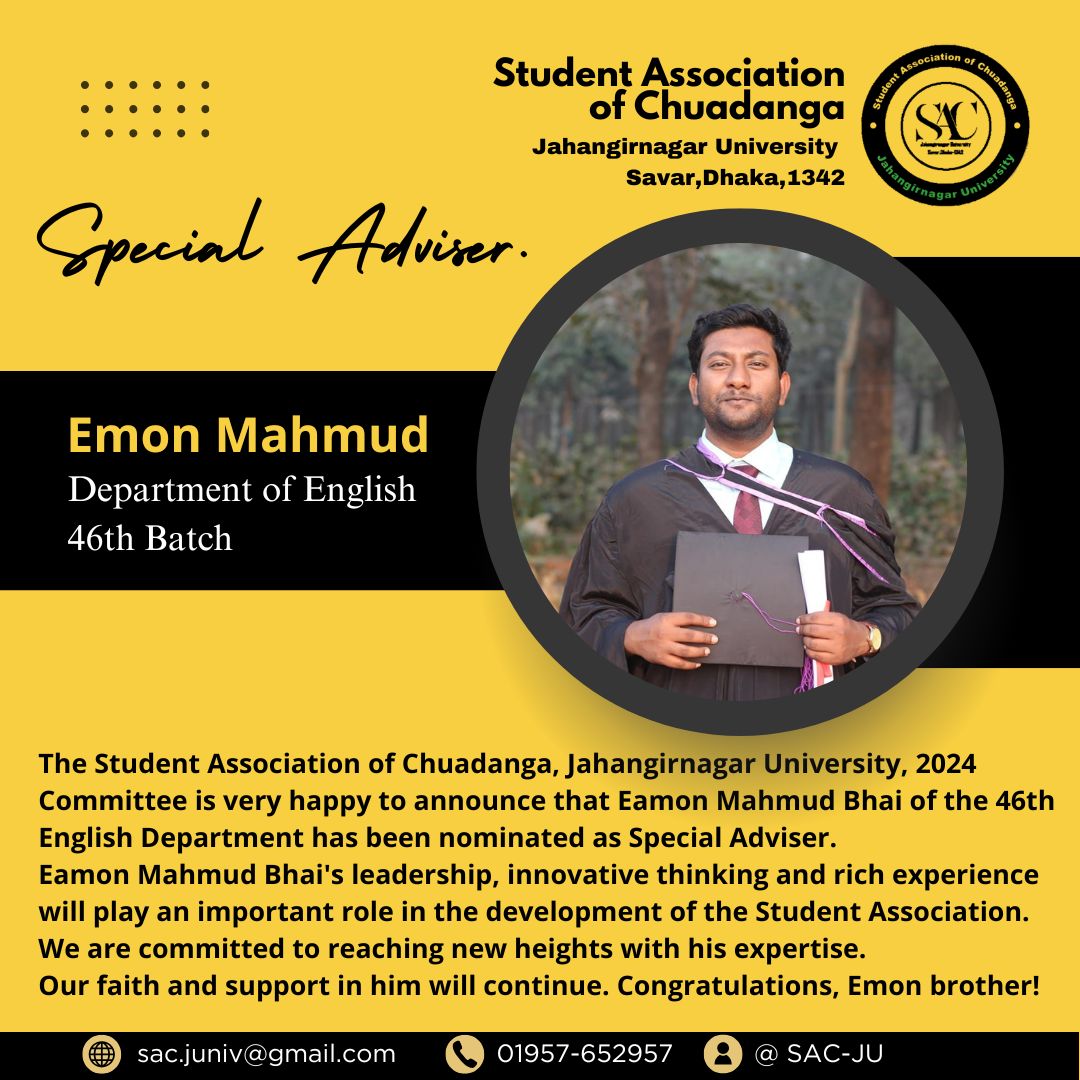 Student Association
of Chuadanga
Jahangirnagar University
Savar,Dhaka,1342
Student Association of Chuadanga
SAC
Jahangirnagar University
Savar, Dhaka-1342
Jahangirnagar University
Special Adviser.
Emon Mahmud
Department of English
46th Batch
The Student Association of Chuadanga, Jahangirnagar University, 2024
Committee is very happy to announce that Eamon Mahmud Bhai of the 46th
English Department has been nominated as Special Adviser.
Eamon Mahmud Bhai's leadership, innovative thinking and rich experience
will play an important role in the development of the Student Association.
We are committed to reaching new heights with his expertise.
Our faith and support in him will continue. Congratulations, Emon brother!
sac.juniv@gmail.com
01957-652957
@ SAC-JU